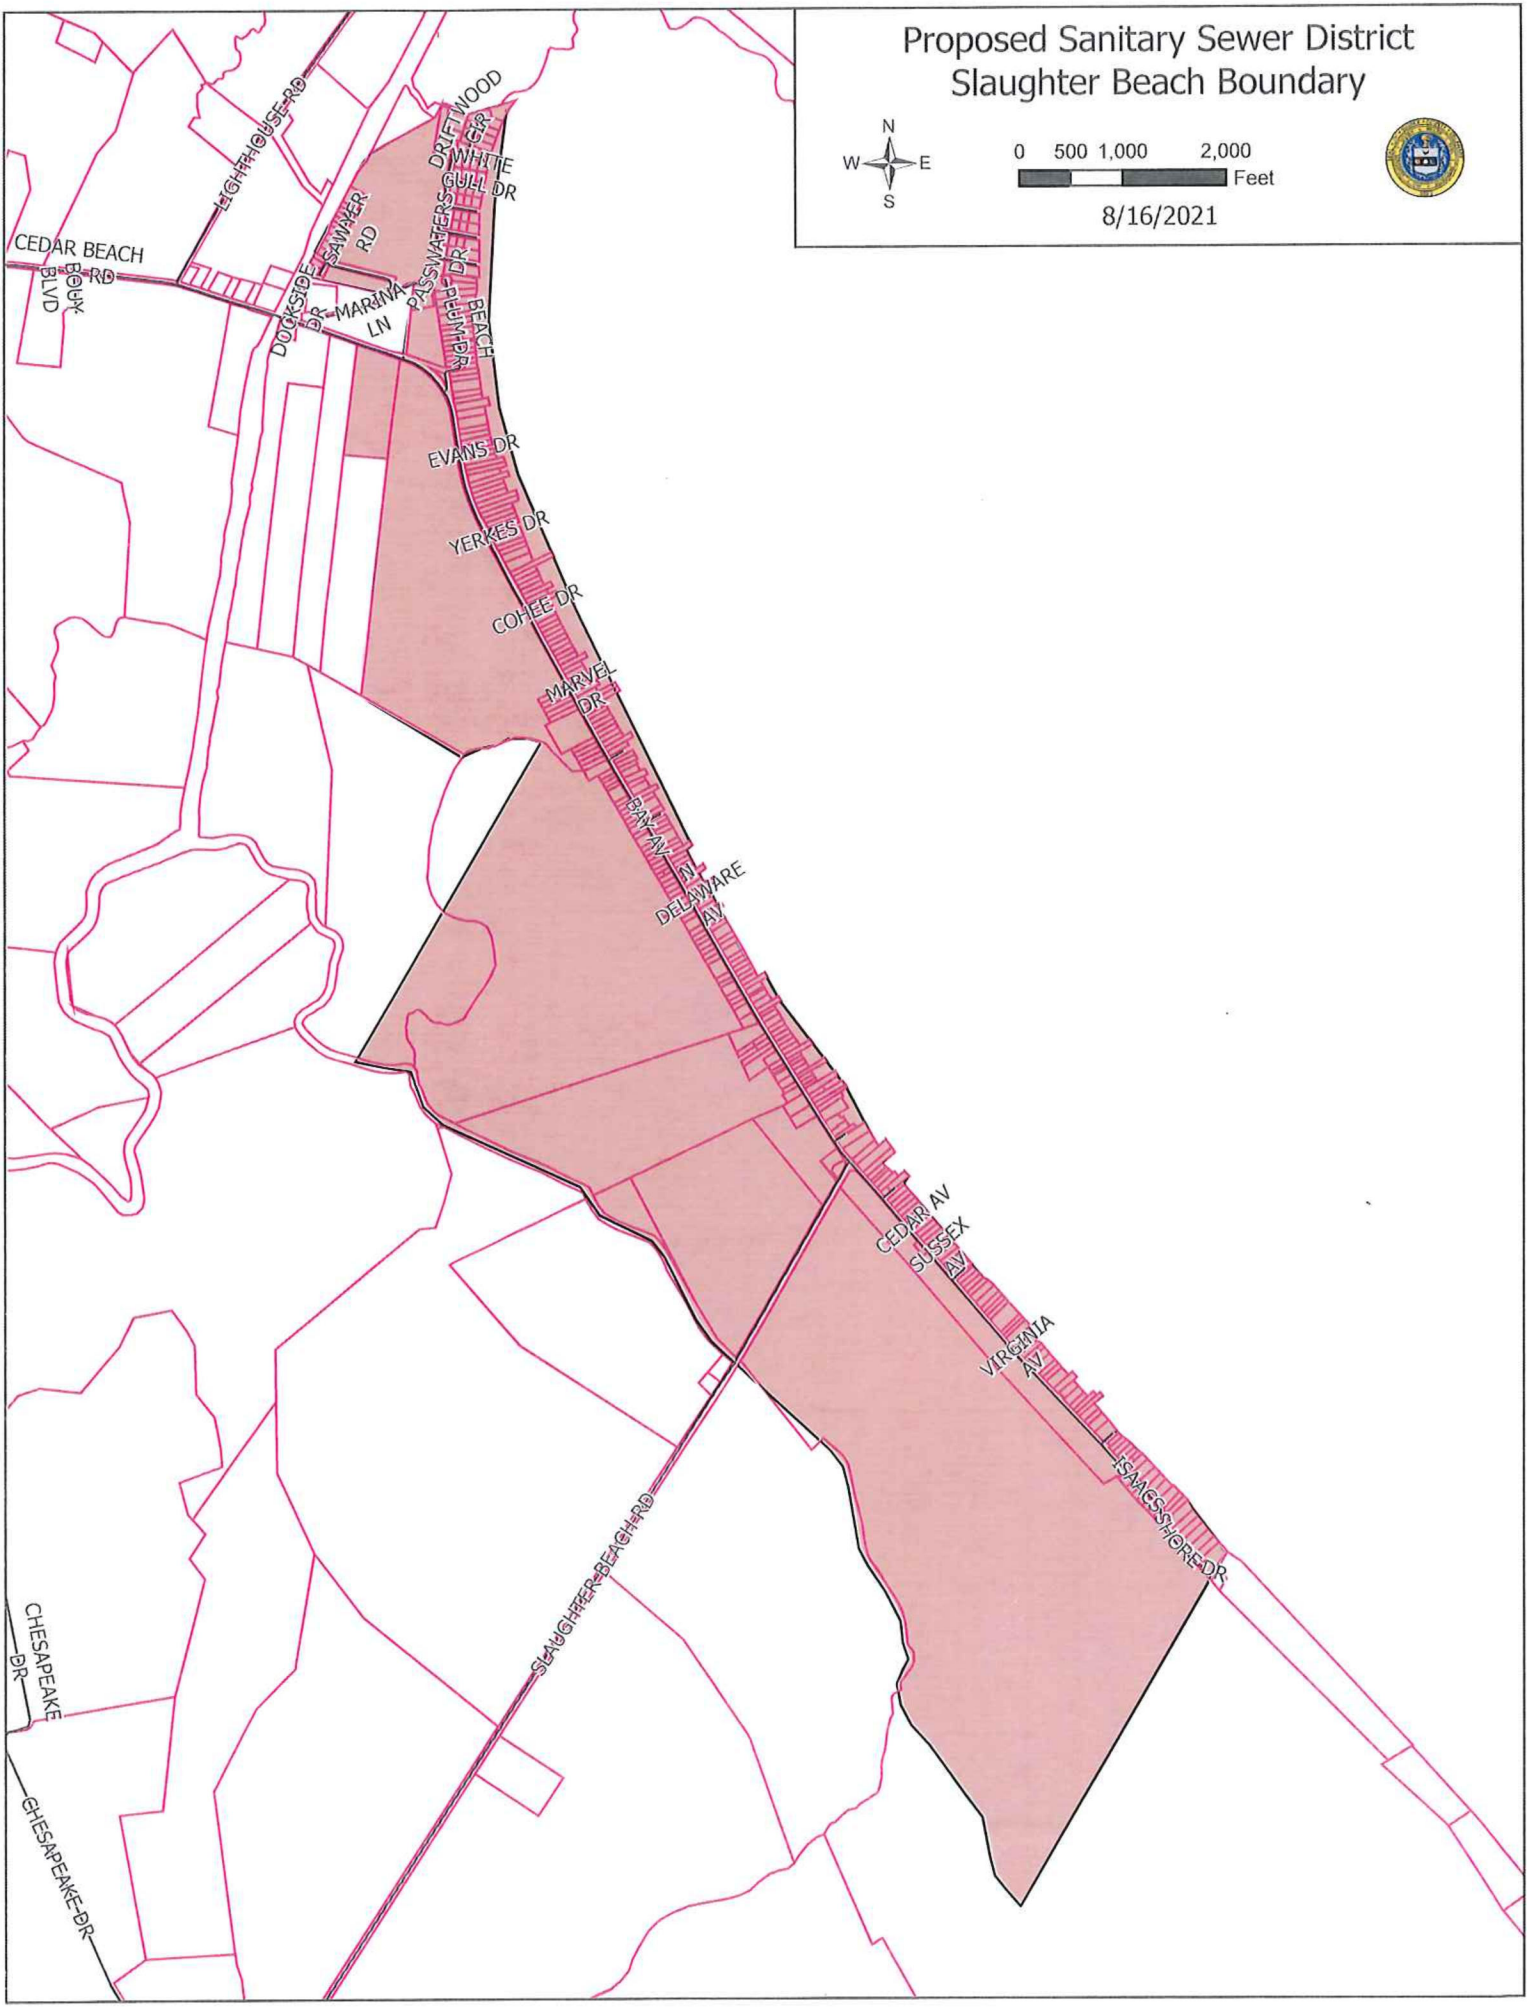 Proposed Sanitary Sewer District
Slaughter Beach Boundary
N
W E
S
0 500 1,000 2,000
Feet
8/16/2021
LIGHTHOUSE RD
CEDAR BEACH
RD
BOUY
BLVD
DOCKSIDE
DR
SAWYER
RD
MARINA
LN
DRIFTWOOD
CIR
WHITE
GULL DR
PASSWATERS
DR
PLUM DR
BEACH
EVANS DR
YERKES DR
COHEE DR
MARVEL
DR
BAY AV
N
DELAWARE
AV
CEDAR AV
SUSSEX
AV
VIRGINIA
AV
ISAACS SHORE DR
SLAUGHTER BEACH RD
CHESAPEAKE
DR
CHESAPEAKE DR